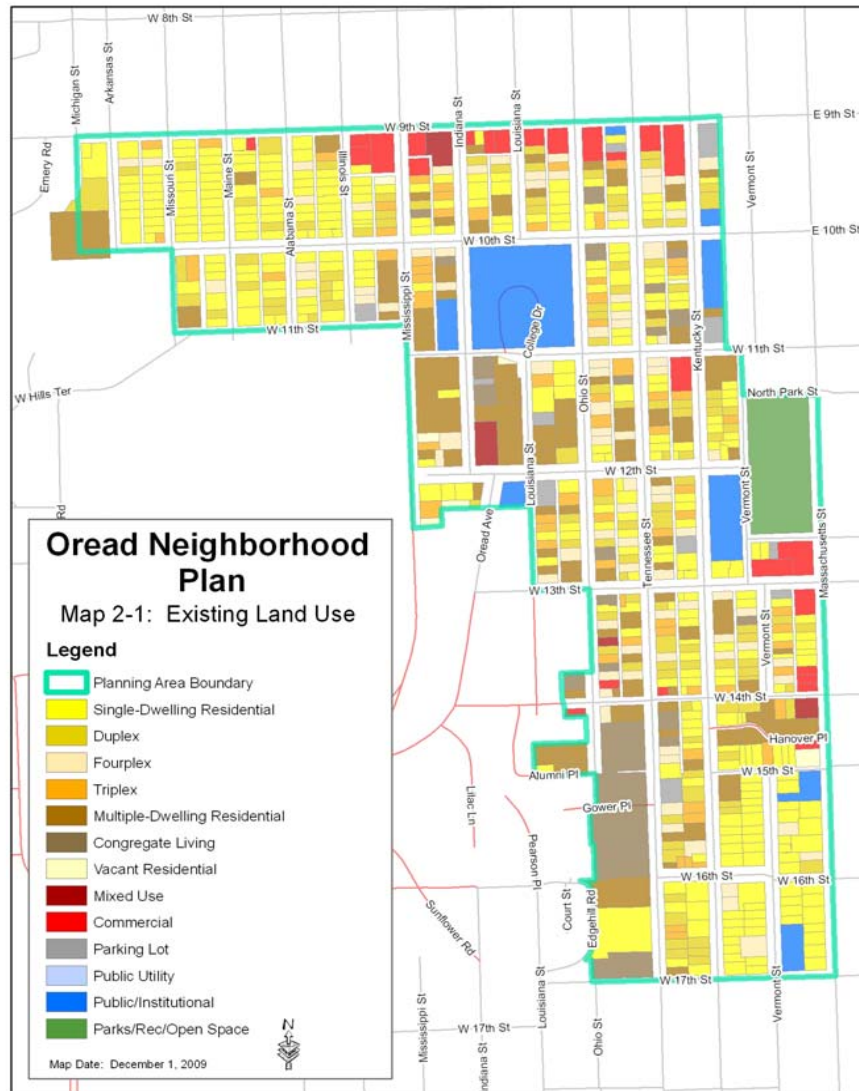 W 8th St
Michigan St
Arkansas St
Emery Rd
W 9th St
Indiana St
Louisiana St
E 9th St
Missouri St
Maine St
Alabama St
Illinois St
Vermont St
W 10th St
E 10th St
Mississippi St
College Dr
Kentucky St
W 11th St
W 11th St
W Hills Ter
Ohio St
North Park St
Louisiana St
W 12th St
Vermont St
Rd
Oread Ave
Tennessee St
Massachusetts St
W 13th St
Vermont St
W 14th St
Hanover Pl
Alumni Pl
W 15th St
Lilac Ln
Gower Pl
Pearson Pl
W 16th St
W 16th St
Court St
Edgehill Rd
Sunflower Rd
Louisiana St
W 17th St
Vermont St
Mississippi St
W 17th St
Indiana St
Ohio St
Oread Neighborhood
Plan
Map 2-1: Existing Land Use
Legend
Planning Area Boundary
Single-Dwelling Residential
Duplex
Fourplex
Triplex
Multiple-Dwelling Residential
Congregate Living
Vacant Residential
Mixed Use
Commercial
Parking Lot
Public Utility
Public/Institutional
Parks/Rec/Open Space
N
Map Date: December 1, 2009